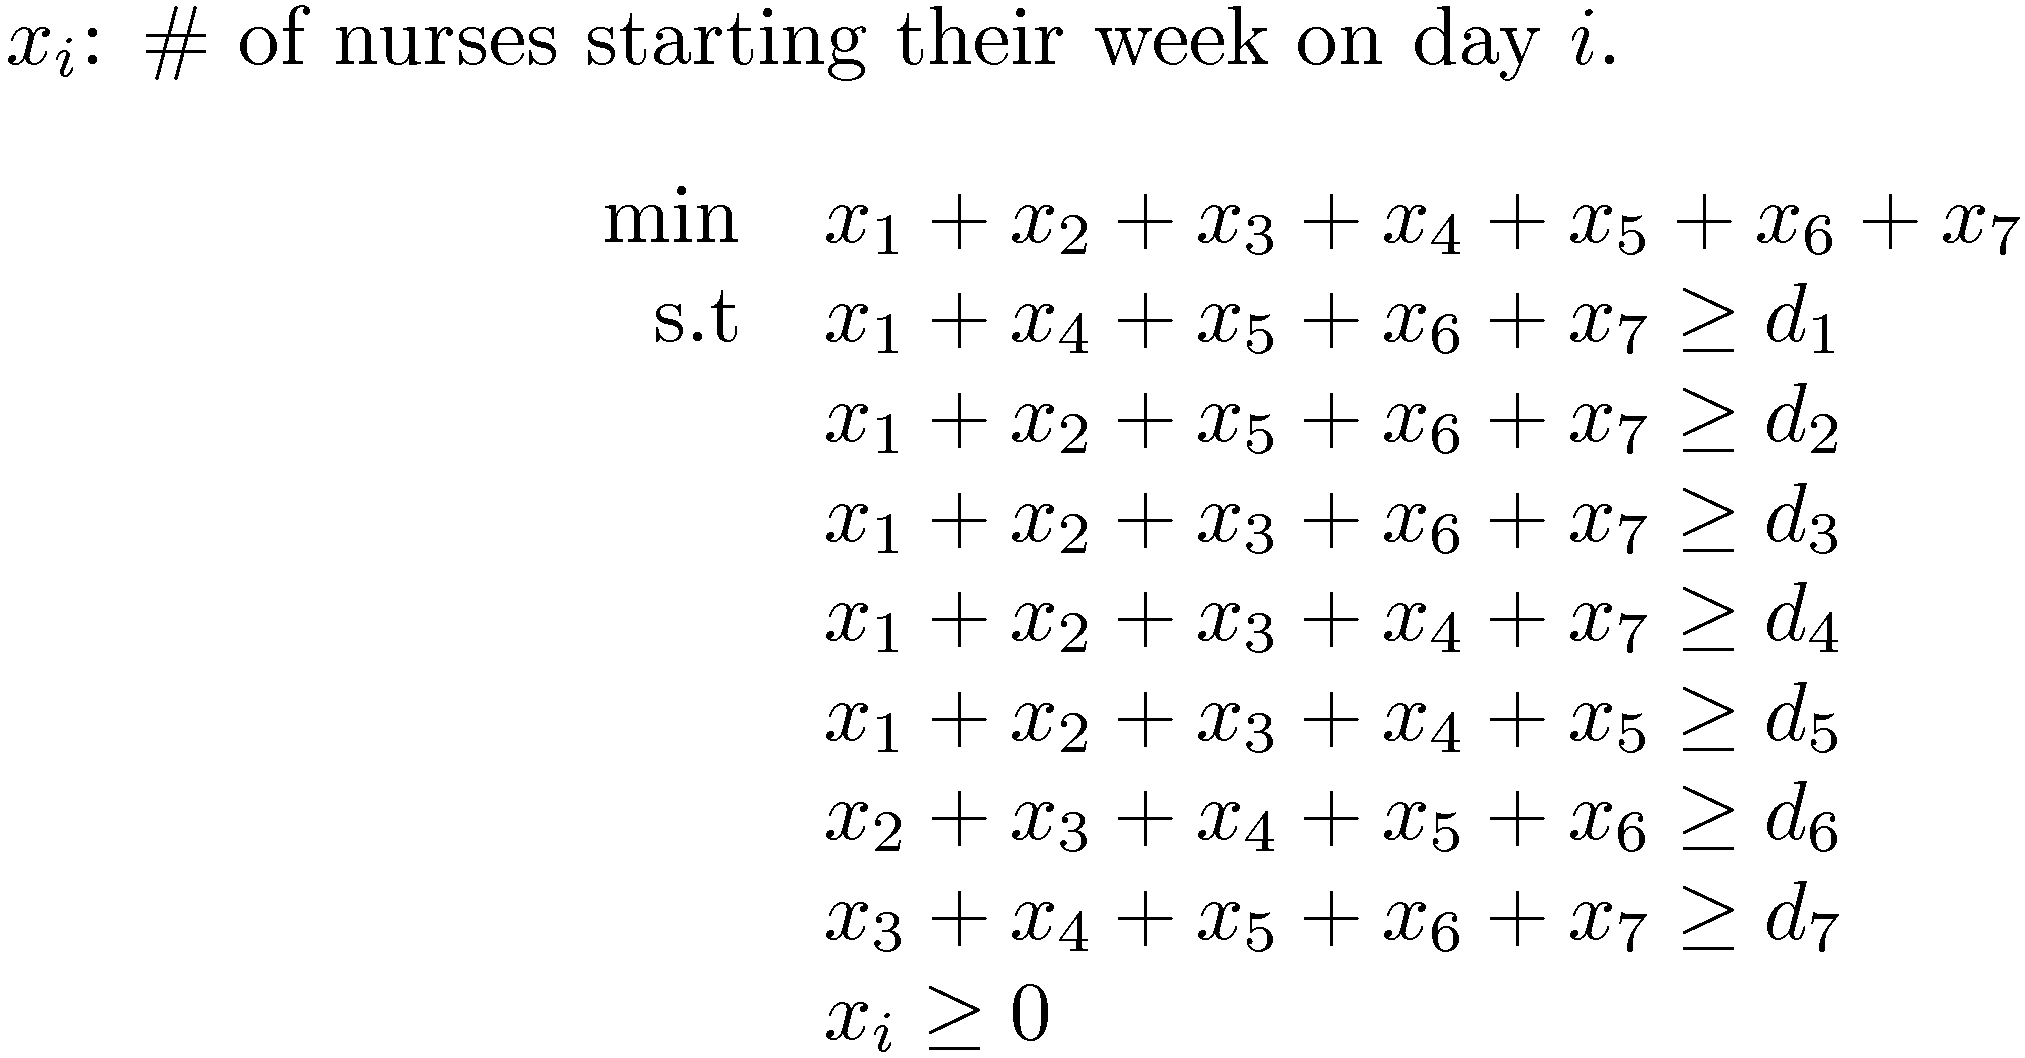 x_i: # of nurses starting their week on day i.
min x_1 + x_2 + x_3 + x_4 + x_5 + x_6 + x_7
s.t x_1 + x_4 + x_5 + x_6 + x_7 ≥ d_1
x_1 + x_2 + x_5 + x_6 + x_7 ≥ d_2
x_1 + x_2 + x_3 + x_6 + x_7 ≥ d_3
x_1 + x_2 + x_3 + x_4 + x_7 ≥ d_4
x_1 + x_2 + x_3 + x_4 + x_5 ≥ d_5
x_2 + x_3 + x_4 + x_5 + x_6 ≥ d_6
x_3 + x_4 + x_5 + x_6 + x_7 ≥ d_7
x_i ≥ 0